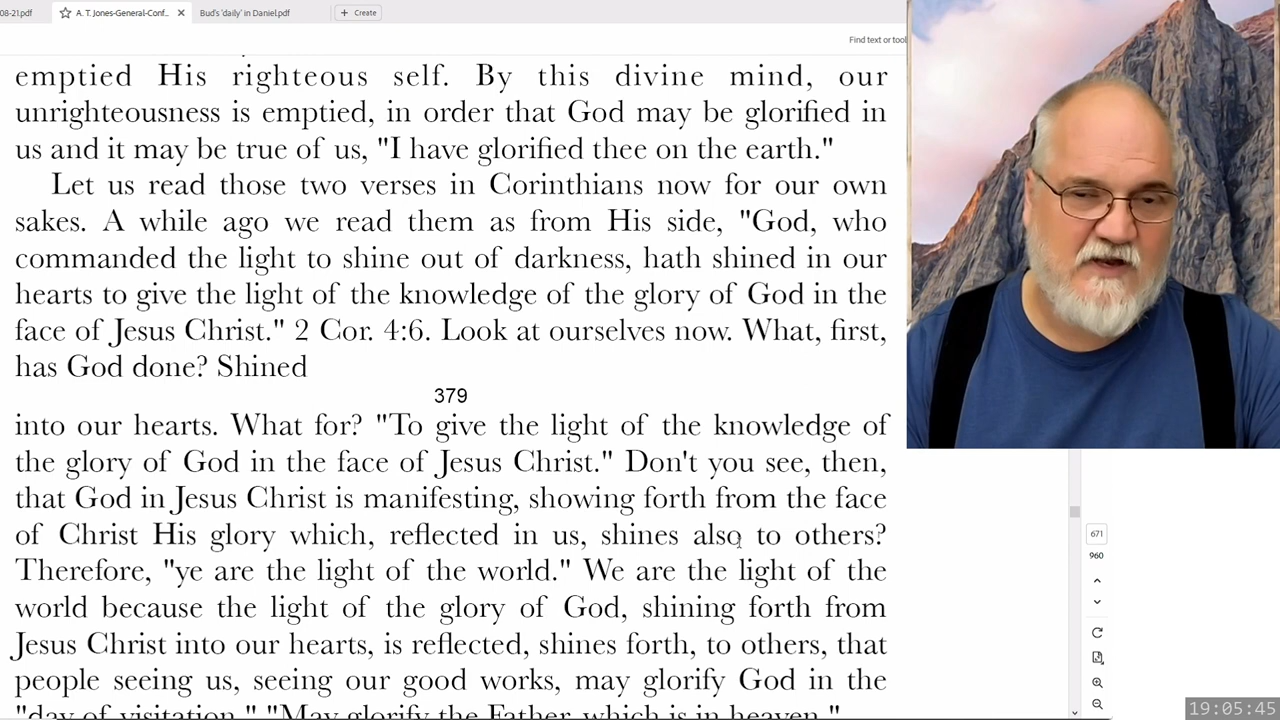 08-21.pdf
A. T. Jones-General-Conf...
Bud's 'daily' in Daniel.pdf
+ Create
Find text or tool
emptied His righteous self. By this divine mind, our
unrighteousness is emptied, in order that God may be glorified in
us and it may be true of us, "I have glorified thee on the earth."
Let us read those two verses in Corinthians now for our own
sakes. A while ago we read them as from His side, "God, who
commanded the light to shine out of darkness, hath shined in our
hearts to give the light of the knowledge of the glory of God in the
face of Jesus Christ." 2 Cor. 4:6. Look at ourselves now. What, first,
has God done? Shined
379
into our hearts. What for? "To give the light of the knowledge of
the glory of God in the face of Jesus Christ." Don't you see, then,
that God in Jesus Christ is manifesting, showing forth from the face
of Christ His glory which, reflected in us, shines also to others?
Therefore, "ye are the light of the world." We are the light of the
world because the light of the glory of God, shining forth from
Jesus Christ into our hearts, is reflected, shines forth, to others, that
people seeing us, seeing our good works, may glorify God in the
"day of visitation." "May glorify the Father which is in heaven."
671
960
19:05:45